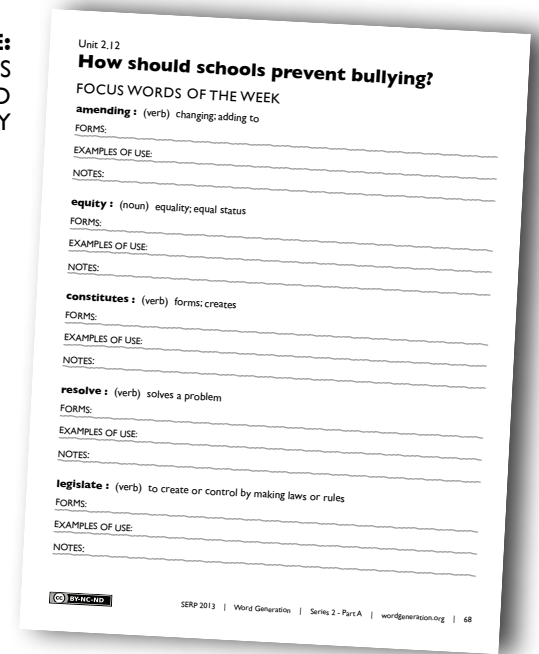 E:
S
D
Y
Unit 2.12
How should schools prevent bullying?
FOCUS WORDS OF THE WEEK
amending : (verb) changing; adding to
FORMS:
EXAMPLES OF USE:
NOTES:
equity : (noun) equality; equal status
FORMS:
EXAMPLES OF USE:
NOTES:
constitutes : (verb) forms; creates
FORMS:
EXAMPLES OF USE:
NOTES:
resolve : (verb) solves a problem
FORMS:
EXAMPLES OF USE:
NOTES:
legislate : (verb) to create or control by making laws or rules
FORMS:
EXAMPLES OF USE:
NOTES:
cc BY-NC-ND SERP 2013 | Word Generation | Series 2 - Part A | wordgeneration.org | 68